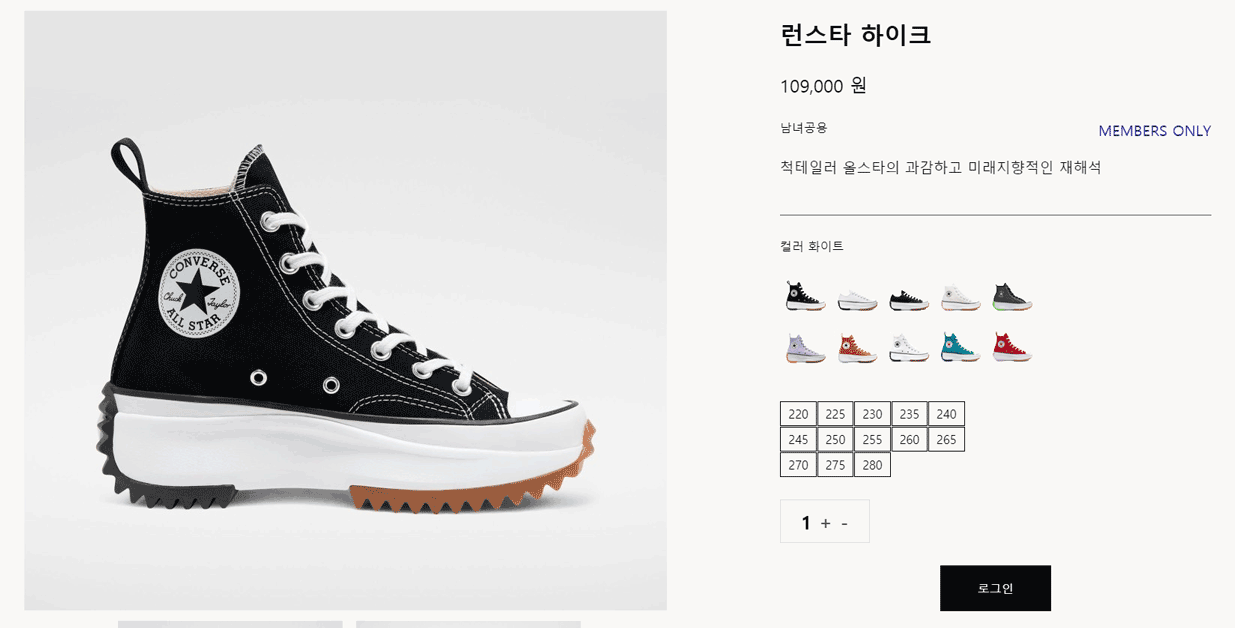 런스타 하이크
109,000 원
남녀공용
MEMBERS ONLY
척테일러 올스타의 과감하고 미래지향적인 재해석
CONVERSE
Chuck Taylor
ALL STAR
컬러 화이트
220 225 230 235 240
245 250 255 260 265
270 275 280
1 + -
로그인